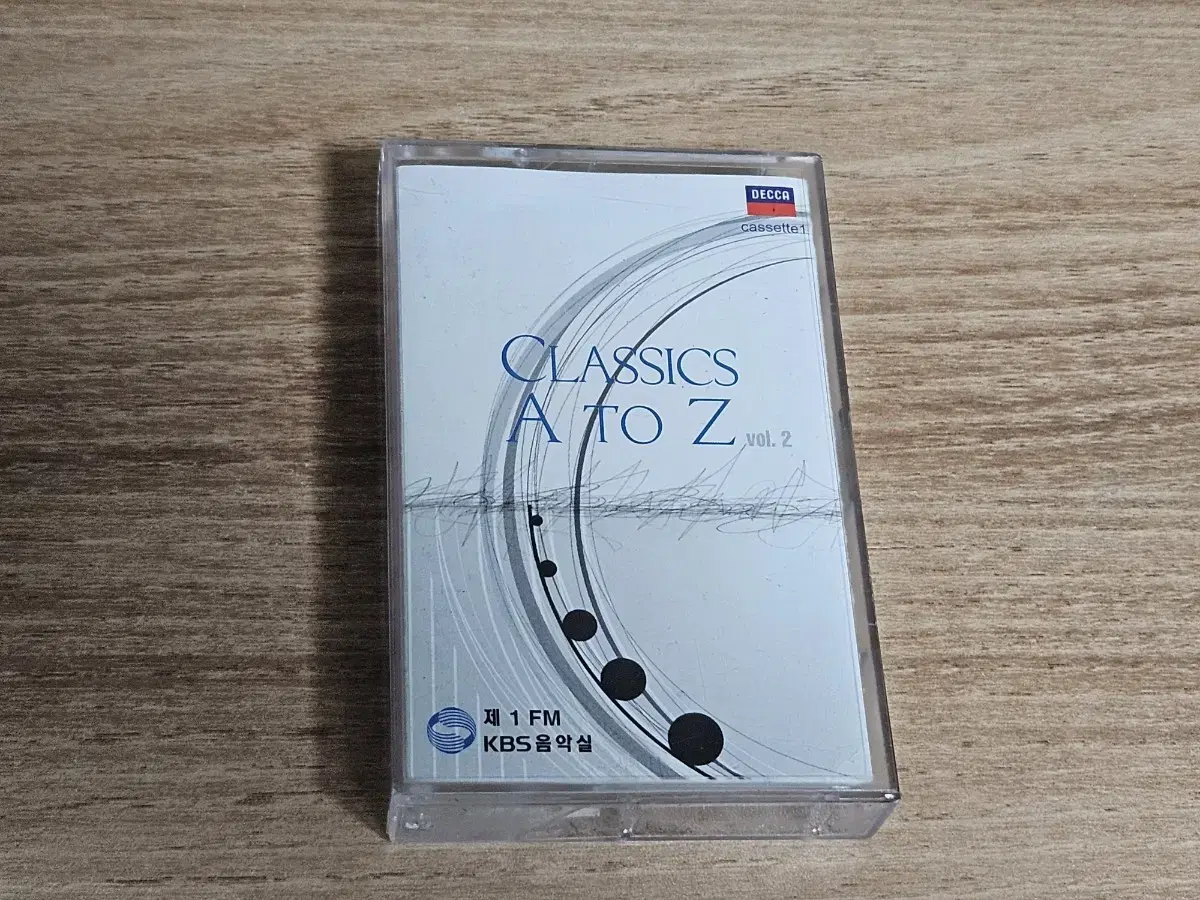 DECCA
cassette1
CLASSICS
A TO Z vol. 2
제 1 FM
KBS음악실